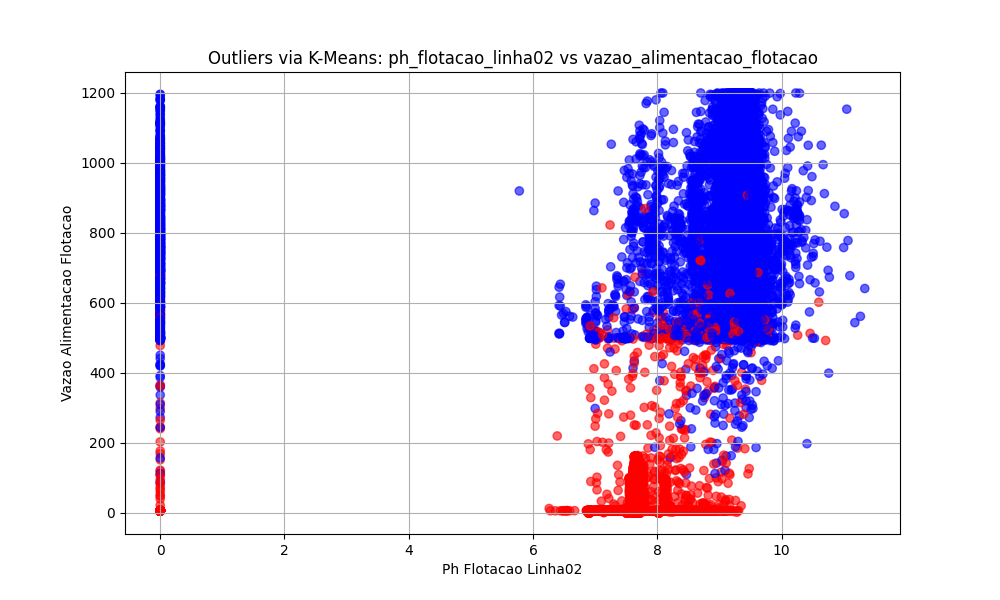 Outliers via K-Means: ph_flotacao_linha02 vs vazao_alimentacao_flotacao
Vazao Alimentacao Flotacao
1200
1000
800
600
400
200
0
0 2 4 6 8 10
Ph Flotacao Linha02